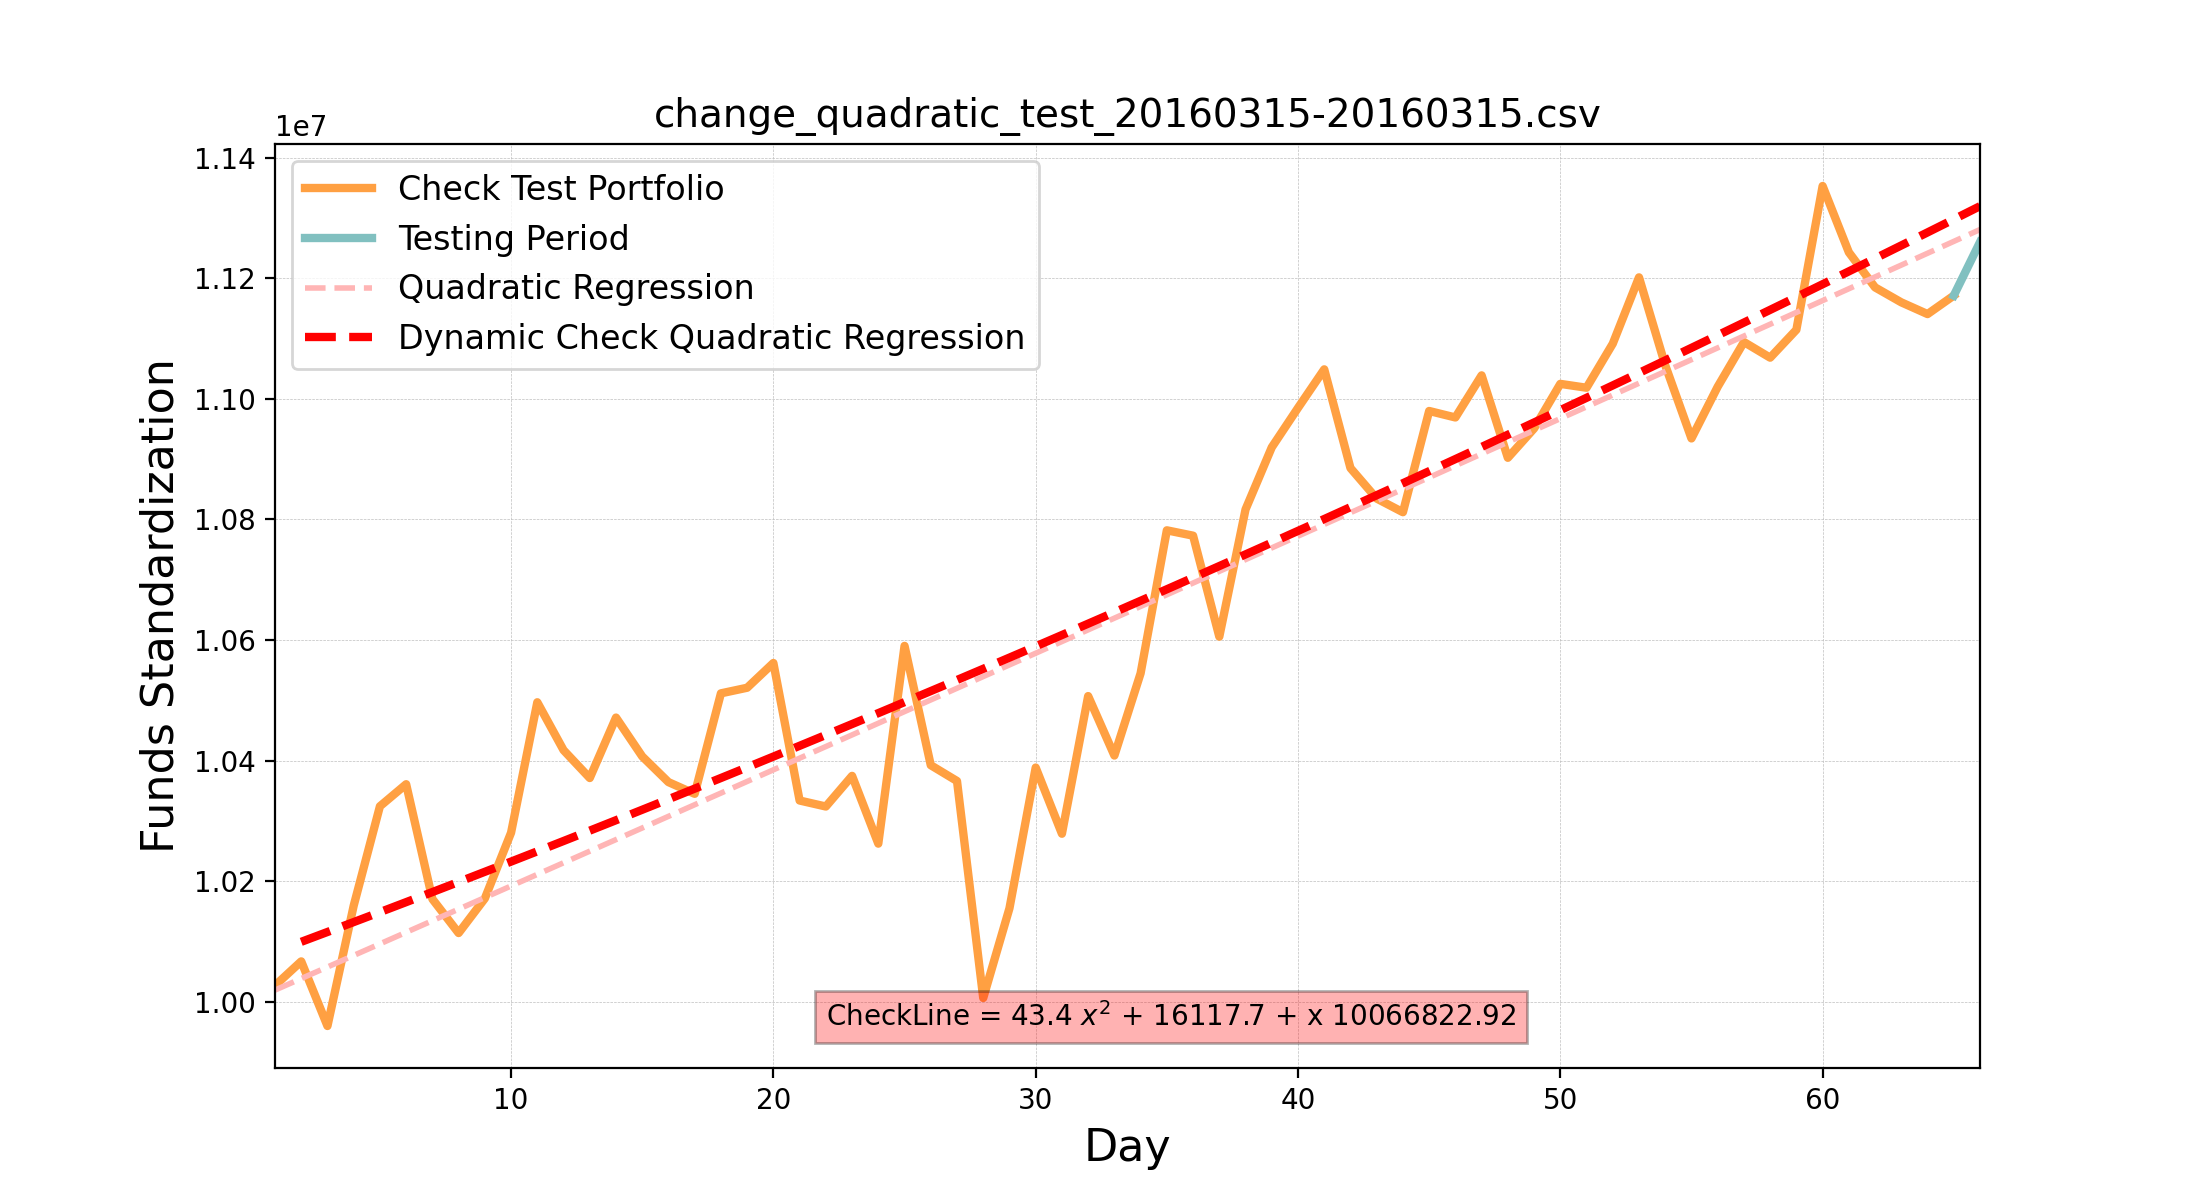 change_quadratic_test_20160315-20160315.csv
1e7
1.14
1.12
1.10
1.08
1.06
1.04
1.02
1.00
Funds Standardization
Check Test Portfolio
Testing Period
Quadratic Regression
Dynamic Check Quadratic Regression
CheckLine = 43.4 x² + 16117.7 + x 10066822.92
10 20 30 40 50 60
Day